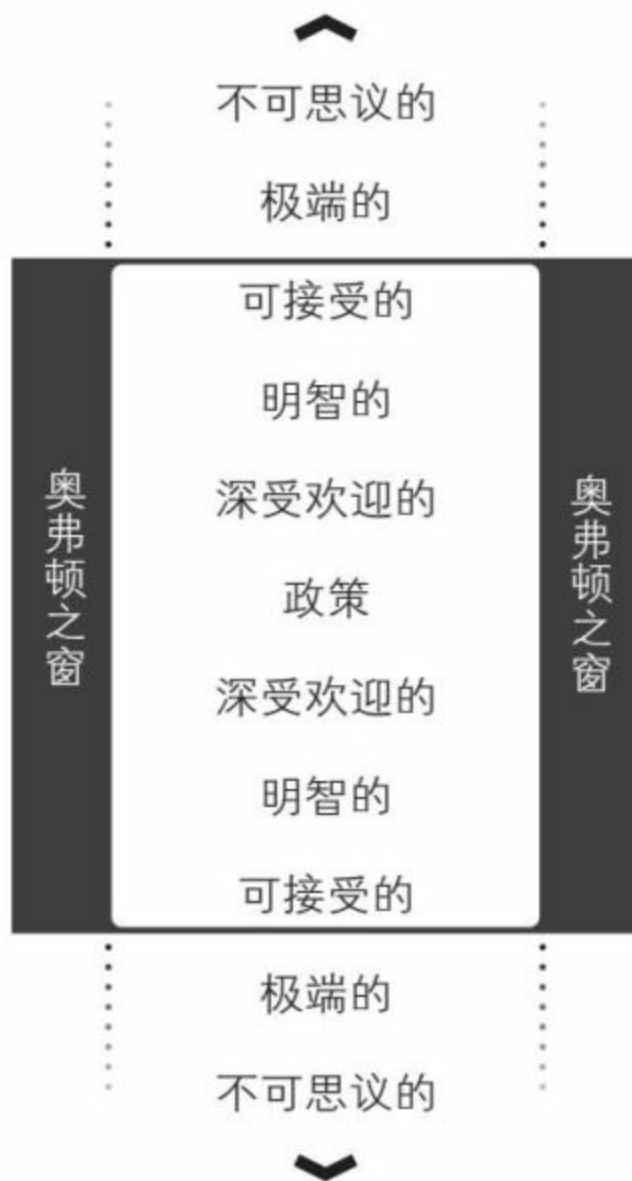 不可思议的
极端的
可接受的
明智的
深受欢迎的
政策
深受欢迎的
明智的
可接受的
极端的
不可思议的
奥弗顿之窗
奥弗顿之窗